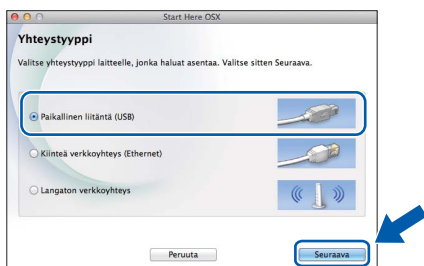 Start Here OSX
Yhteystyyppi
Valitse yhteystyyppi laitteelle, jonka haluat asentaa. Valitse sitten Seuraava.
Paikallinen liitäntä (USB)
Kiinteä verkkoyhteys (Ethernet)
Langaton verkkoyhteys
Peruuta
Seuraava